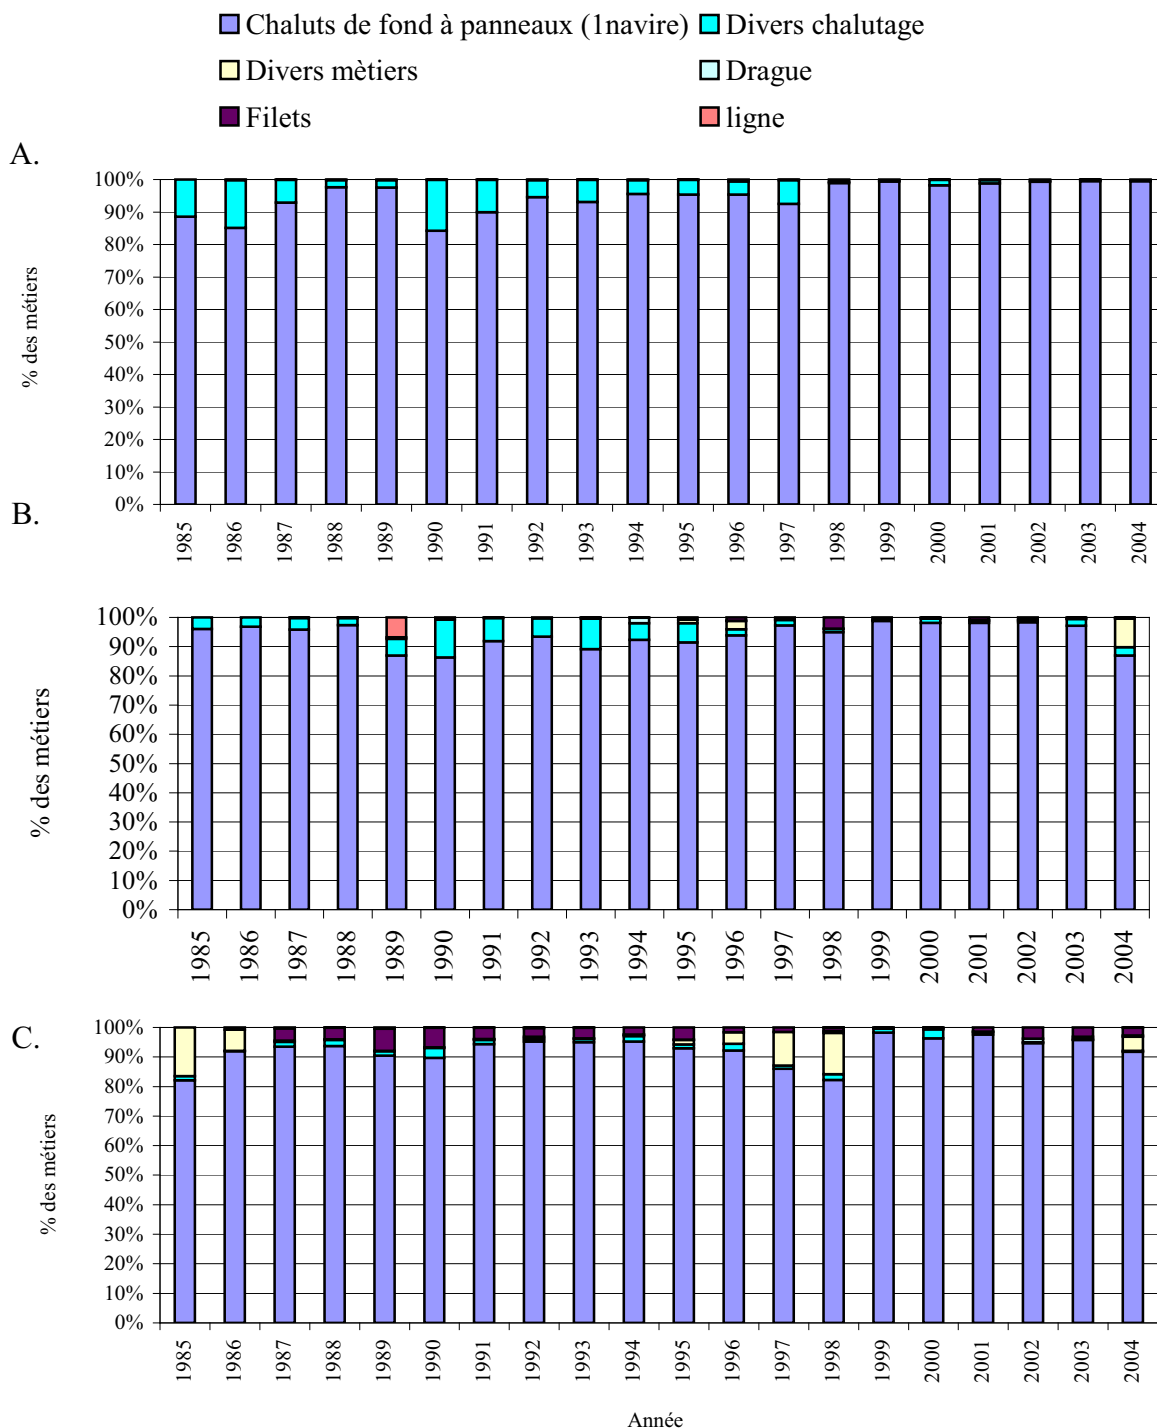 Chaluts de fond à panneaux (1navire) Divers chalutage
Divers mètiers Drague
Filets ligne
A.
100%
90%
80%
70%
60%
50%
40%
30%
20%
10%
0%
% des métiers
1985 1986 1987 1988 1989 1990 1991 1992 1993 1994 1995 1996 1997 1998 1999 2000 2001 2002 2003 2004
B.
100%
90%
80%
70%
60%
50%
40%
30%
20%
10%
0%
% des métiers
1985 1986 1987 1988 1989 1990 1991 1992 1993 1994 1995 1996 1997 1998 1999 2000 2001 2002 2003 2004
C.
100%
90%
80%
70%
60%
50%
40%
30%
20%
10%
0%
% des métiers
1985 1986 1987 1988 1989 1990 1991 1992 1993 1994 1995 1996 1997 1998 1999 2000 2001 2002 2003 2004
Année